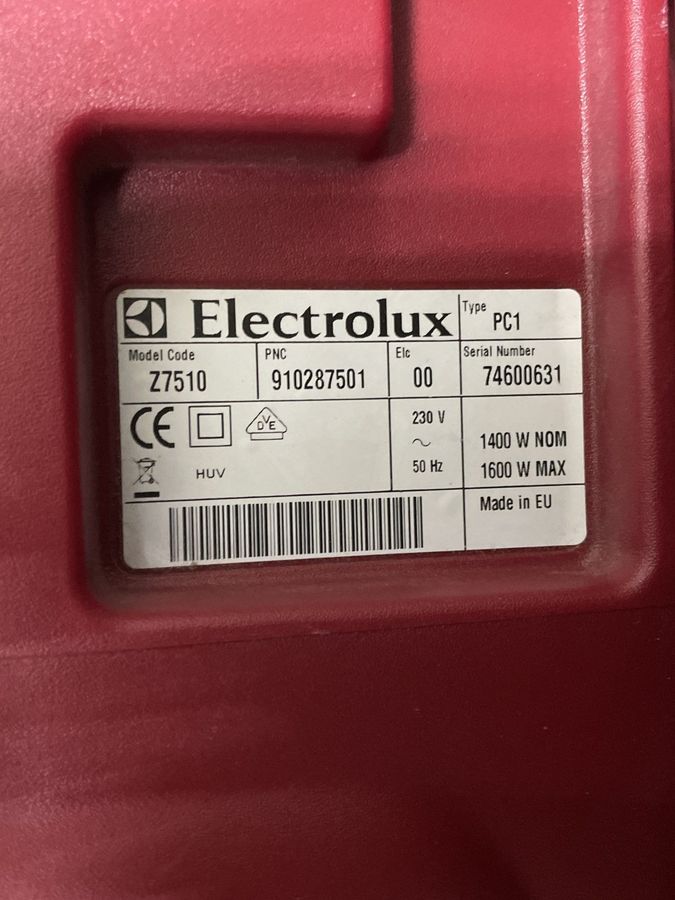 Electrolux
Type
PC1
Model Code
Z7510
PNC
910287501
Elc
00
Serial Number
74600631
CE
DVE
230 V
~
50 Hz
1400 W NOM
1600 W MAX
HUV
Made in EU